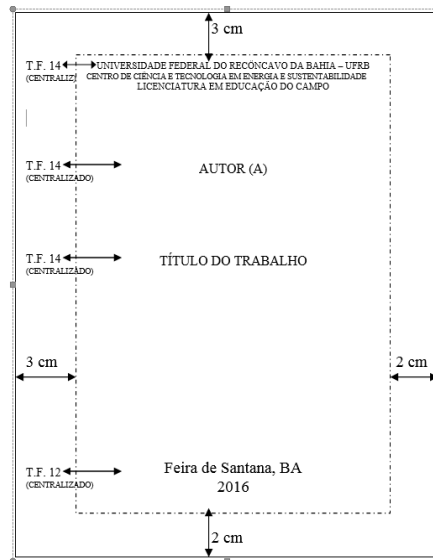 3 cm
T.F. 14
(CENTRALIZ)
UNIVERSIDADE FEDERAL DO RECÔNCAVO DA BAHIA – UFRB
CENTRO DE CIÊNCIA E TECNOLOGIA EM ENERGIA E SUSTENTABILIDADE
LICENCIATURA EM EDUCAÇÃO DO CAMPO
T.F. 14
(CENTRALIZADO)
AUTOR (A)
T.F. 14
(CENTRALIZADO)
TÍTULO DO TRABALHO
3 cm
2 cm
T.F. 12
(CENTRALIZADO)
Feira de Santana, BA
2016
2 cm